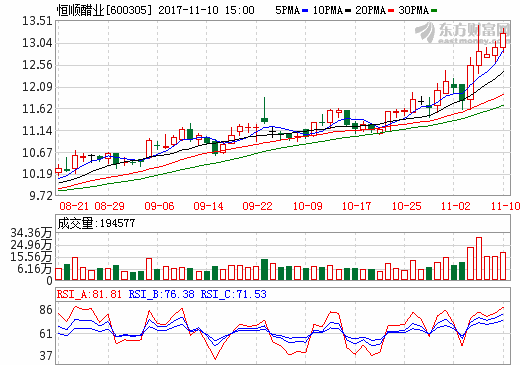 恒顺醋业[600305] 2017-11-10 15:00 5PMA 10PMA 20PMA 30PMA
东方财富网
eastmoney.com
13.51
13.03
12.56
12.09
11.62
11.14
10.67
10.19
9.72
08-21 08-29 09-06 09-14 09-22 10-09 10-17 10-25 11-02 11-10
成交量:194577
34.36万
24.96万
15.56万
6.16万
0
RSI_A:81.81 RSI_B:76.38 RSI_C:71.53
86
61
37